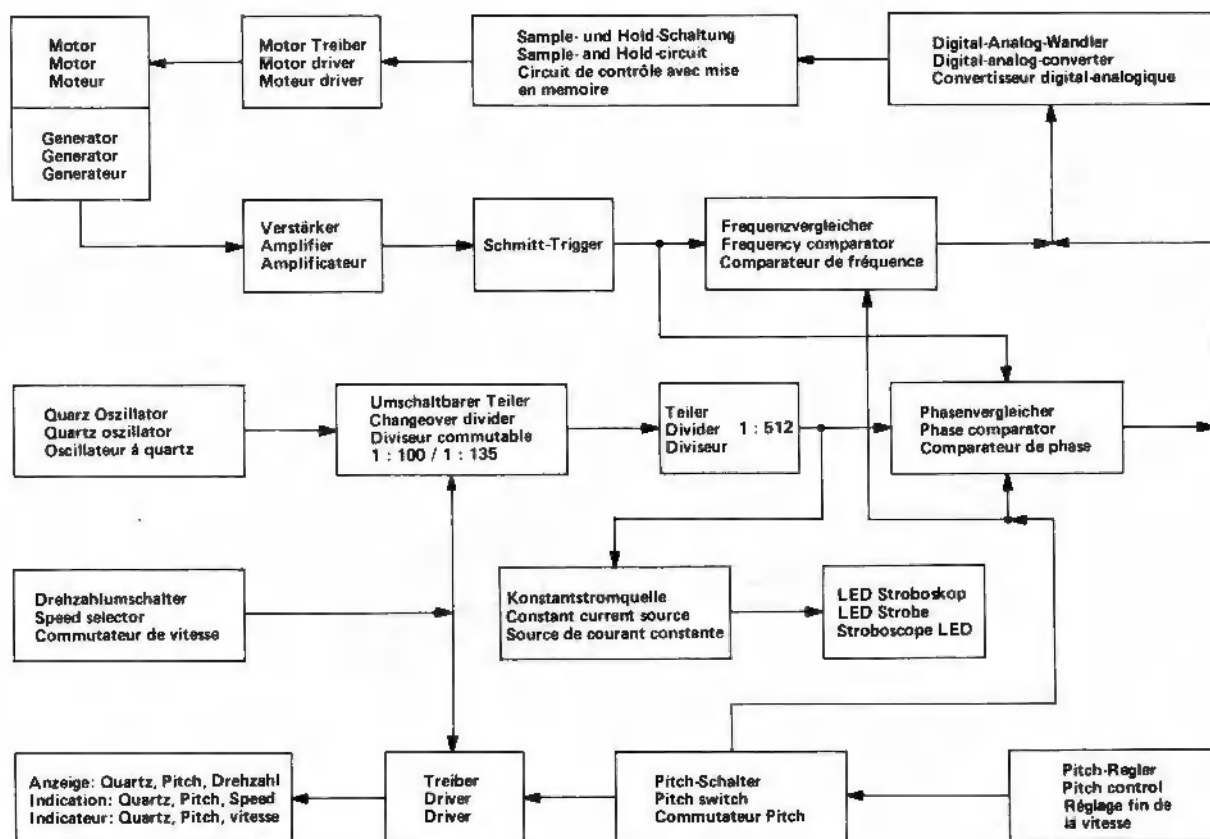 Motor
Motor
Moteur
Motor Treiber
Motor driver
Moteur driver
Sample- und Hold-Schaltung
Sample- and Hold-circuit
Circuit de contrôle avec mise
en memoire
Digital-Analog-Wandler
Digital-analog-converter
Convertisseur digital-analogique
Generator
Generator
Generateur
Verstärker
Amplifier
Amplificateur
Schmitt-Trigger
Frequenzvergleicher
Frequency comparator
Comparateur de fréquence
Quarz Oszillator
Quartz oszillator
Oscillateur à quartz
Umschaltbarer Teiler
Changeover divider
Diviseur commutable
1 : 100 / 1 : 135
Teiler
Divider 1 : 512
Diviseur
Phasenvergleicher
Phase comparator
Comparateur de phase
Drehzahlumschalter
Speed selector
Commutateur de vitesse
Konstantstromquelle
Constant current source
Source de courant constante
LED Stroboskop
LED Strobe
Stroboscope LED
Anzeige: Quartz, Pitch, Drehzahl
Indication: Quartz, Pitch, Speed
Indicateur: Quartz, Pitch, vitesse
Treiber
Driver
Driver
Pitch-Schalter
Pitch switch
Commutateur Pitch
Pitch-Regler
Pitch control
Réglage fin de
la vitesse